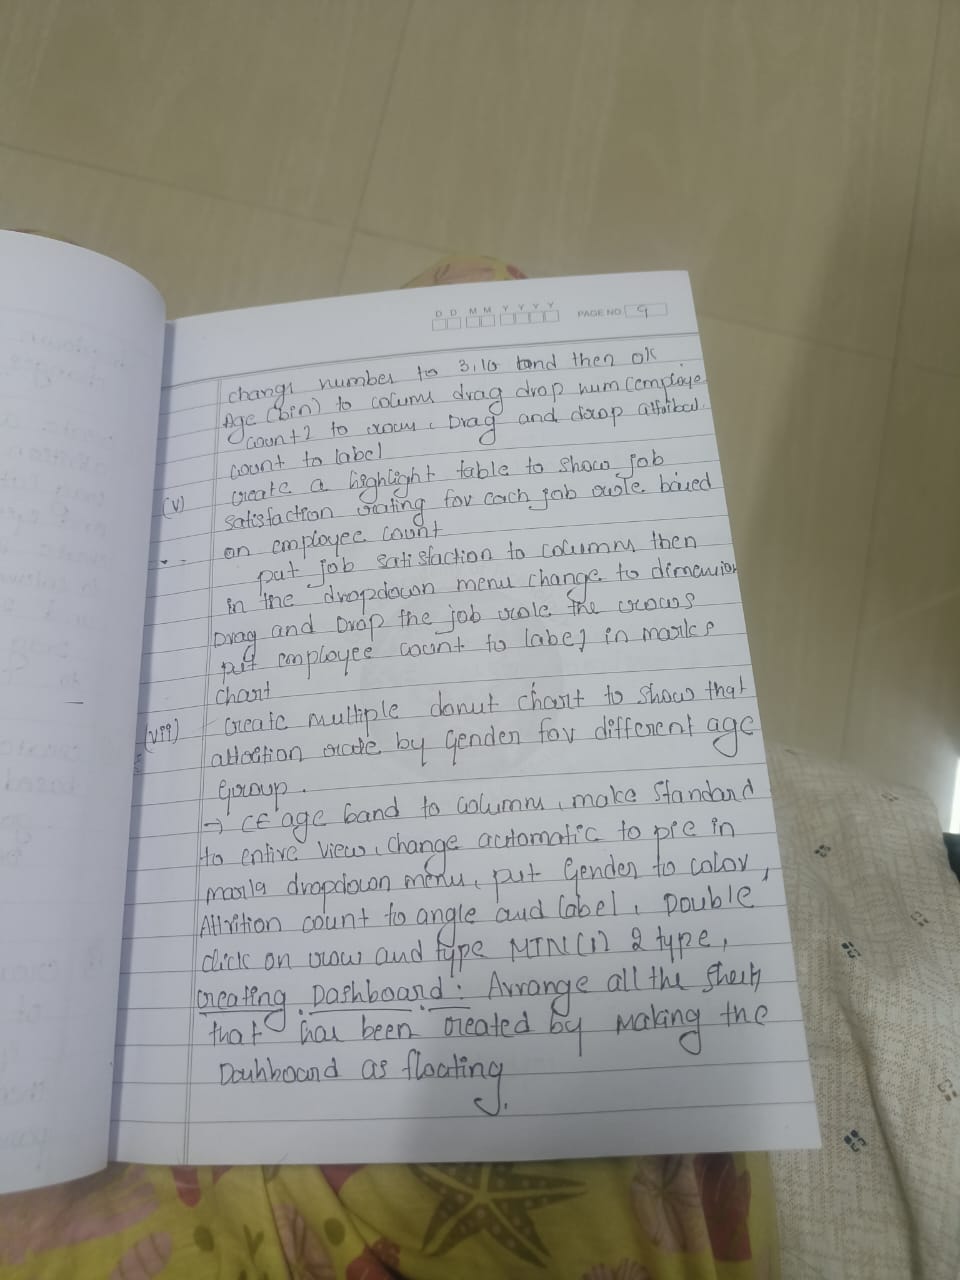 D D M M Y Y Y Y PAGE NO 9
change number to 3,10 band then ok
Age (bin) to colums drag drop num (employe
count 2 to rows. Drag and drop
count to label
(v) create a highlight table to show job
satisfaction rating for each job role based
on employee count
put job satisfaction to columns then
in the dropdown menu change to dimension
Drag and Drop the job role the rows
put employee count to label in marks
chart
(vii) create multiple donut chart to show that
attrition rate by gender for different age
group.
→ CE age band to columns, make standard
to entire view, change automatic to pie in
marks dropdown menu, put Gender to color,
Attrition count to angle and label, Double
click on row and type MIN(1) 2 type,
creating Dashboard: Arrange all the sheets
that has been created by making the
Dashboard as floating.